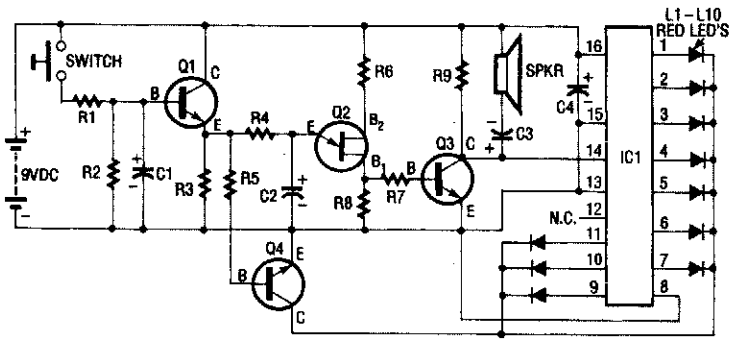 L1–L10
RED LED'S
SWITCH
Q1
C
B
E
R1
R2
C1
R3
R4
R5
9VDC
+
-
C2
Q2
E
B2
B1
R6
R7
R8
Q3
B
C
E
R9
SPKR
C3
C4
Q4
B
E
C
IC1
16
15
14
13
N.C.
12
11
10
9
1
2
3
4
5
6
7
8